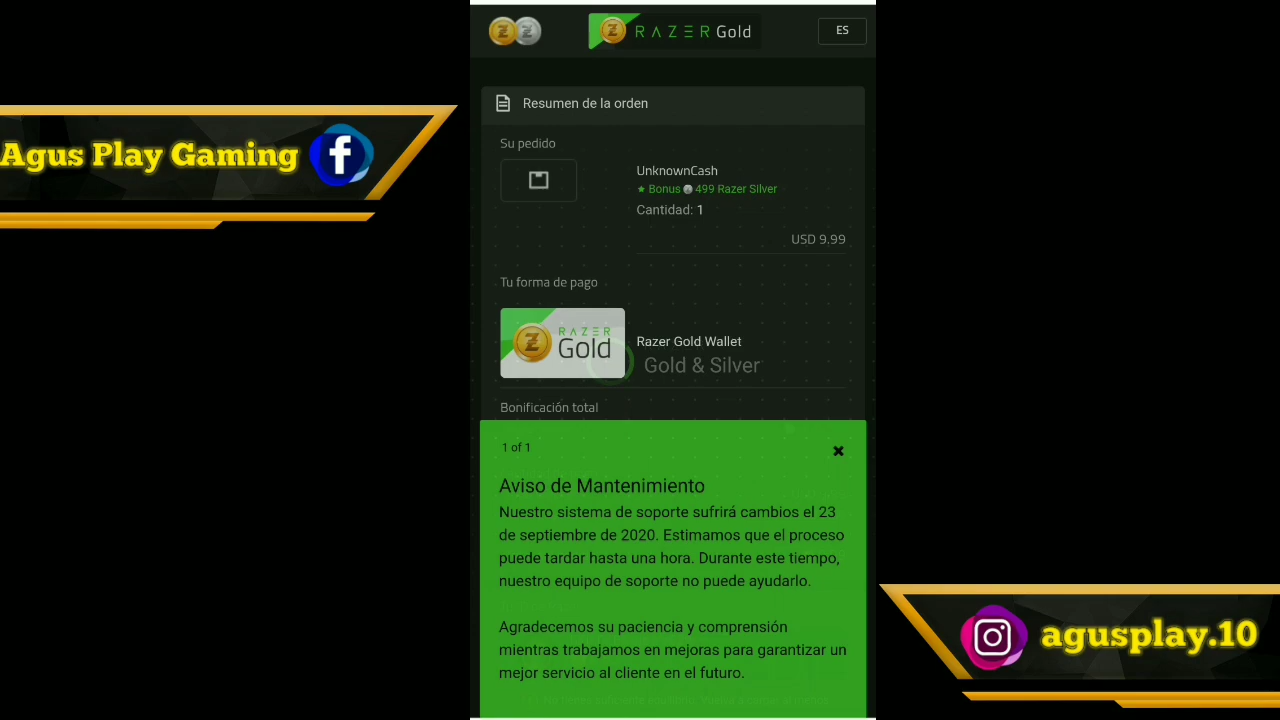 RAZER Gold
ES
Resumen de la orden
Su pedido
UnknownCash
Bonus 499 Razer Silver
Cantidad: 1
USD 9.99
Tu forma de pago
RAZER
Gold
Razer Gold Wallet
Gold & Silver
Bonificación total
1 of 1
Aviso de Mantenimiento
Nuestro sistema de soporte sufrirá cambios el 23
de septiembre de 2020. Estimamos que el proceso
puede tardar hasta una hora. Durante este tiempo,
nuestro equipo de soporte no puede ayudarlo.
Agradecemos su paciencia y comprensión
mientras trabajamos en mejoras para garantizar un
mejor servicio al cliente en el futuro.
Agus Play Gaming
agusplay.10